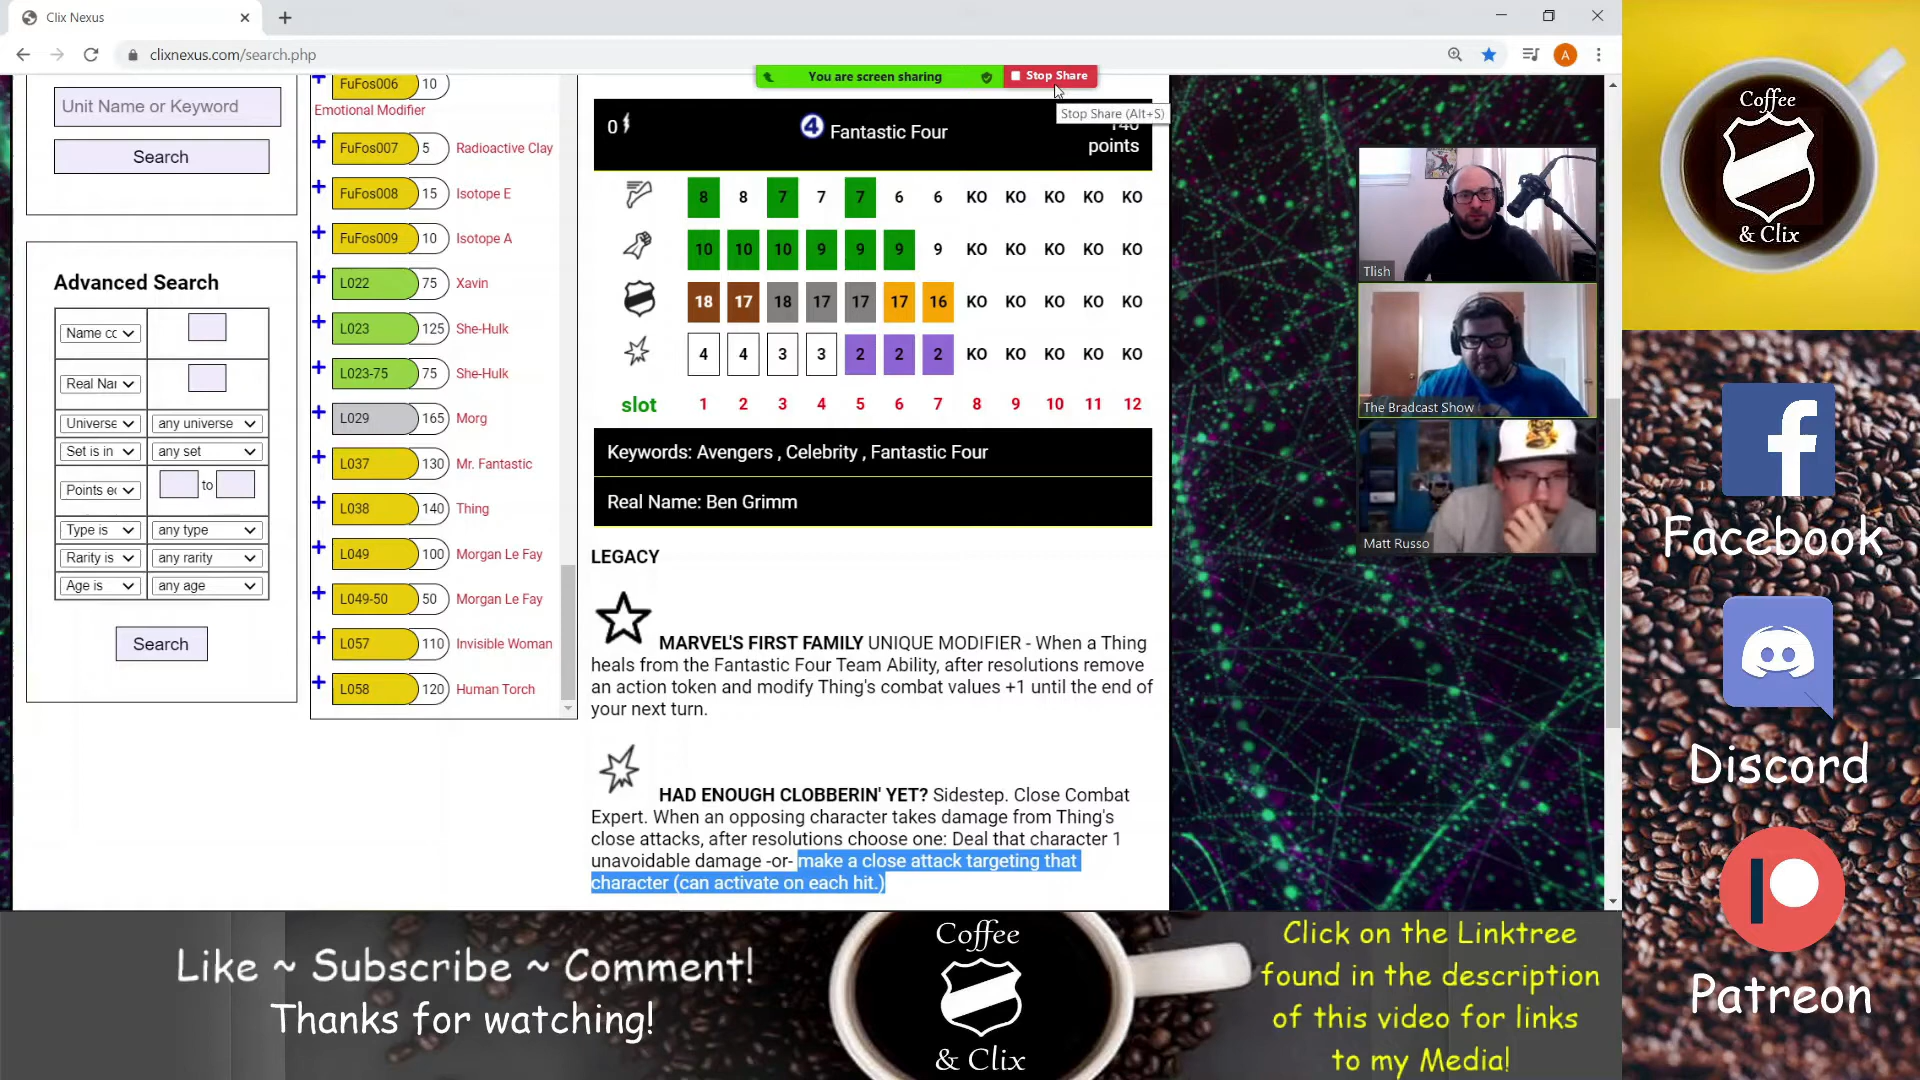 Clix Nexus
clixnexus.com/search.php
A
You are screen sharing
Stop Share
Stop Share (Alt+S)
Unit Name or Keyword
Search
Advanced Search
Name
Real
Universe
any universe
Set is in
any set
Points
to
Type is
any type
Rarity is
any rarity
Age is
any age
Search
FuFos006 10
Emotional Modifier
FuFos007 5 Radioactive Clay
FuFos008 15 Isotope E
FuFos009 10 Isotope A
L022 75 Xavin
L023 125 She-Hulk
L023-75 75 She-Hulk
L029 165 Morg
L037 130 Mr. Fantastic
L038 140 Thing
L049 100 Morgan Le Fay
L049-50 50 Morgan Le Fay
L057 110 Invisible Woman
L058 120 Human Torch
0 4 Fantastic Four 140
points
8 8 7 7 7 6 6 KO KO KO KO KO
10 10 10 9 9 9 9 KO KO KO KO KO
18 17 18 17 17 17 16 KO KO KO KO KO
4 4 3 3 2 2 2 KO KO KO KO KO
slot 1 2 3 4 5 6 7 8 9 10 11 12
Keywords: Avengers , Celebrity , Fantastic Four
Real Name: Ben Grimm
LEGACY
MARVEL'S FIRST FAMILY UNIQUE MODIFIER - When a Thing
heals from the Fantastic Four Team Ability, after resolutions remove
an action token and modify Thing's combat values +1 until the end of
your next turn.
HAD ENOUGH CLOBBERIN' YET? Sidestep. Close Combat
Expert. When an opposing character takes damage from Thing's
close attacks, after resolutions choose one: Deal that character 1
unavoidable damage -or- make a close attack targeting that
character (can activate on each hit.)
Tlish
The Bradcast Show
Matt Russo
Coffee
& Clix
Facebook
Discord
Patreon
Like ~ Subscribe ~ Comment!
Thanks for watching!
Coffee
& Clix
Click on the Linktree
found in the description
of this video for links
to my Media!